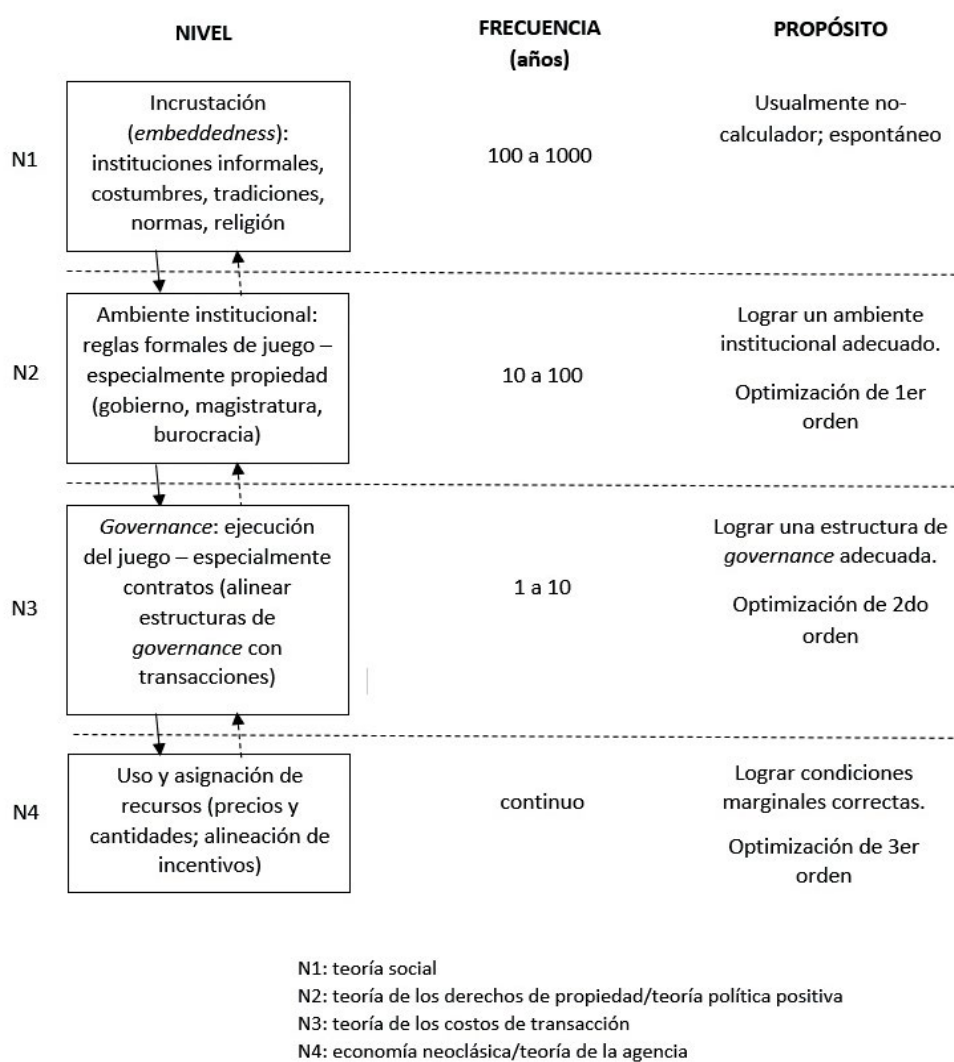 NIVEL
FRECUENCIA
(años)
PROPÓSITO
N1
Incrustación
(embeddedness):
instituciones informales,
costumbres, tradiciones,
normas, religión
100 a 1000
Usualmente no-
calculador; espontáneo
N2
Ambiente institucional:
reglas formales de juego –
especialmente propiedad
(gobierno, magistratura,
burocracia)
10 a 100
Lograr un ambiente
institucional adecuado.
Optimización de 1er
orden
N3
Governance: ejecución
del juego – especialmente
contratos (alinear
estructuras de
governance con
transacciones)
1 a 10
Lograr una estructura de
governance adecuada.
Optimización de 2do
orden
N4
Uso y asignación de
recursos (precios y
cantidades; alineación de
incentivos)
continuo
Lograr condiciones
marginales correctas.
Optimización de 3er
orden
N1: teoría social
N2: teoría de los derechos de propiedad/teoría política positiva
N3: teoría de los costos de transacción
N4: economía neoclásica/teoría de la agencia